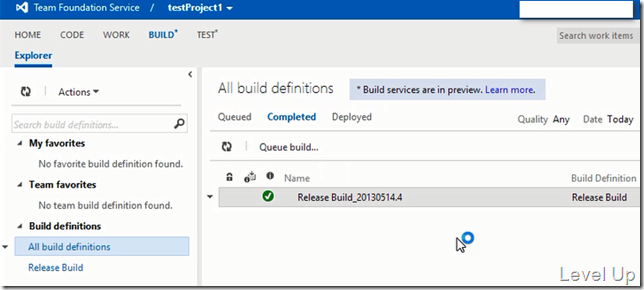 Team Foundation Service / testProject1
HOME CODE WORK BUILD* TEST*
Search work items
Explorer
Actions
Search build definitions...
My favorites
No favorite build definition found.
Team favorites
No team build definition found.
Build definitions
All build definitions
Release Build
All build definitions
* Build services are in preview. Learn more.
Queued Completed Deployed
Quality Any Date Today
Queue build...
Name Build Definition
Release Build_20130514.4 Release Build
Level Up